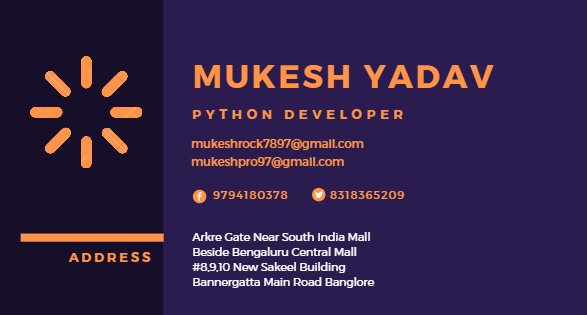 MUKESH YADAV
PYTHON DEVELOPER
mukeshrock7897@gmail.com
mukeshpro97@gmail.com
9794180378 8318365209
ADDRESS
Arkre Gate Near South India Mall
Beside Bengaluru Central Mall
#8,9,10 New Sakeel Building
Bannergatta Main Road Banglore